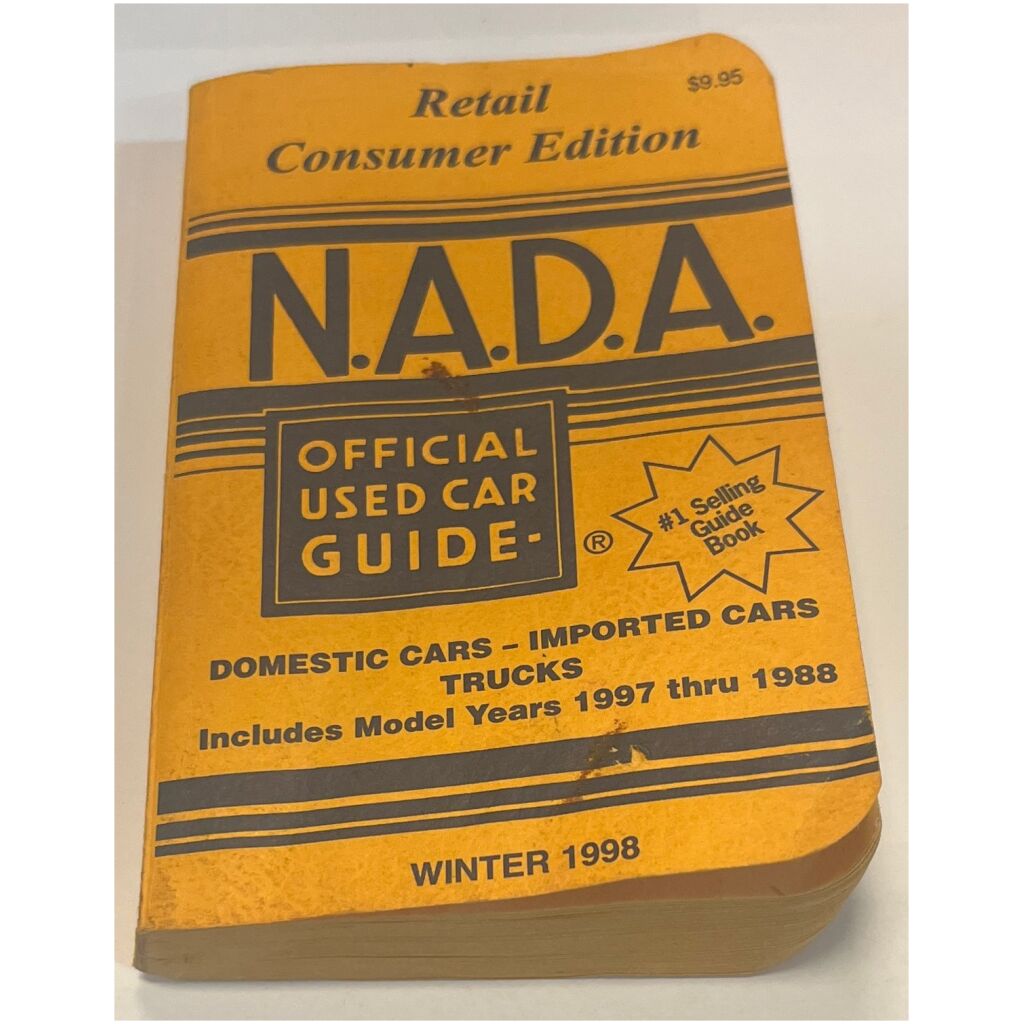 Retail
$9.95
Consumer Edition
N.A.D.A.
OFFICIAL
USED CAR
GUIDE-
®
#1 Selling
Guide
Book
DOMESTIC CARS – IMPORTED CARS
TRUCKS
Includes Model Years 1997 thru 1988
WINTER 1998